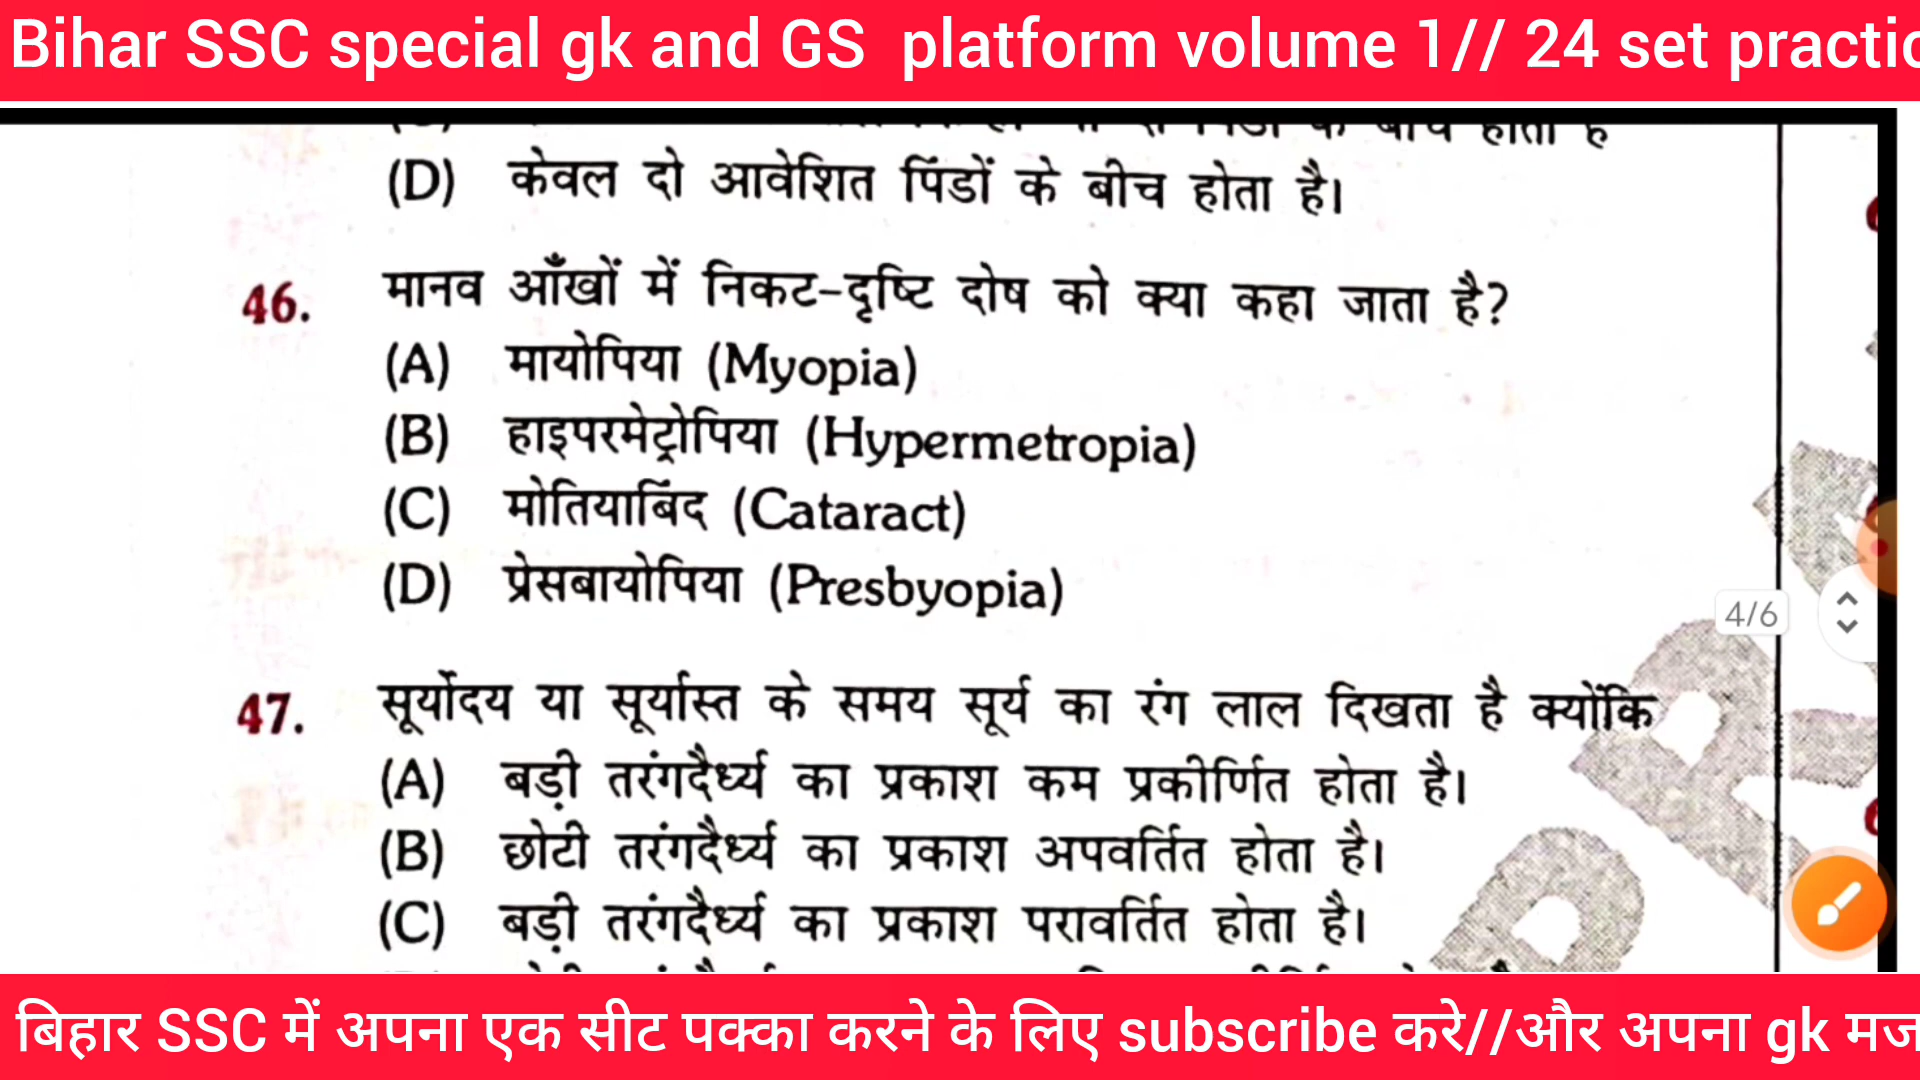 Bihar SSC special gk and GS platform volume 1// 24 set practic
के बीच होता है
(D) केवल दो आवेशित पिंडों के बीच होता है।
46. मानव आँखों में निकट-दृष्टि दोष को क्या कहा जाता है?
(A) मायोपिया (Myopia)
(B) हाइपरमेट्रोपिया (Hypermetropia)
(C) मोतियाबिंद (Cataract)
(D) प्रेसबायोपिया (Presbyopia)
4/6
47. सूर्योदय या सूर्यास्त के समय सूर्य का रंग लाल दिखता है क्योंकि
(A) बड़ी तरंगदैर्ध्य का प्रकाश कम प्रकीर्णित होता है।
(B) छोटी तरंगदैर्ध्य का प्रकाश अपवर्तित होता है।
(C) बड़ी तरंगदैर्ध्य का प्रकाश परावर्तित होता है।
बिहार SSC में अपना एक सीट पक्का करने के लिए subscribe करे//और अपना gk मज